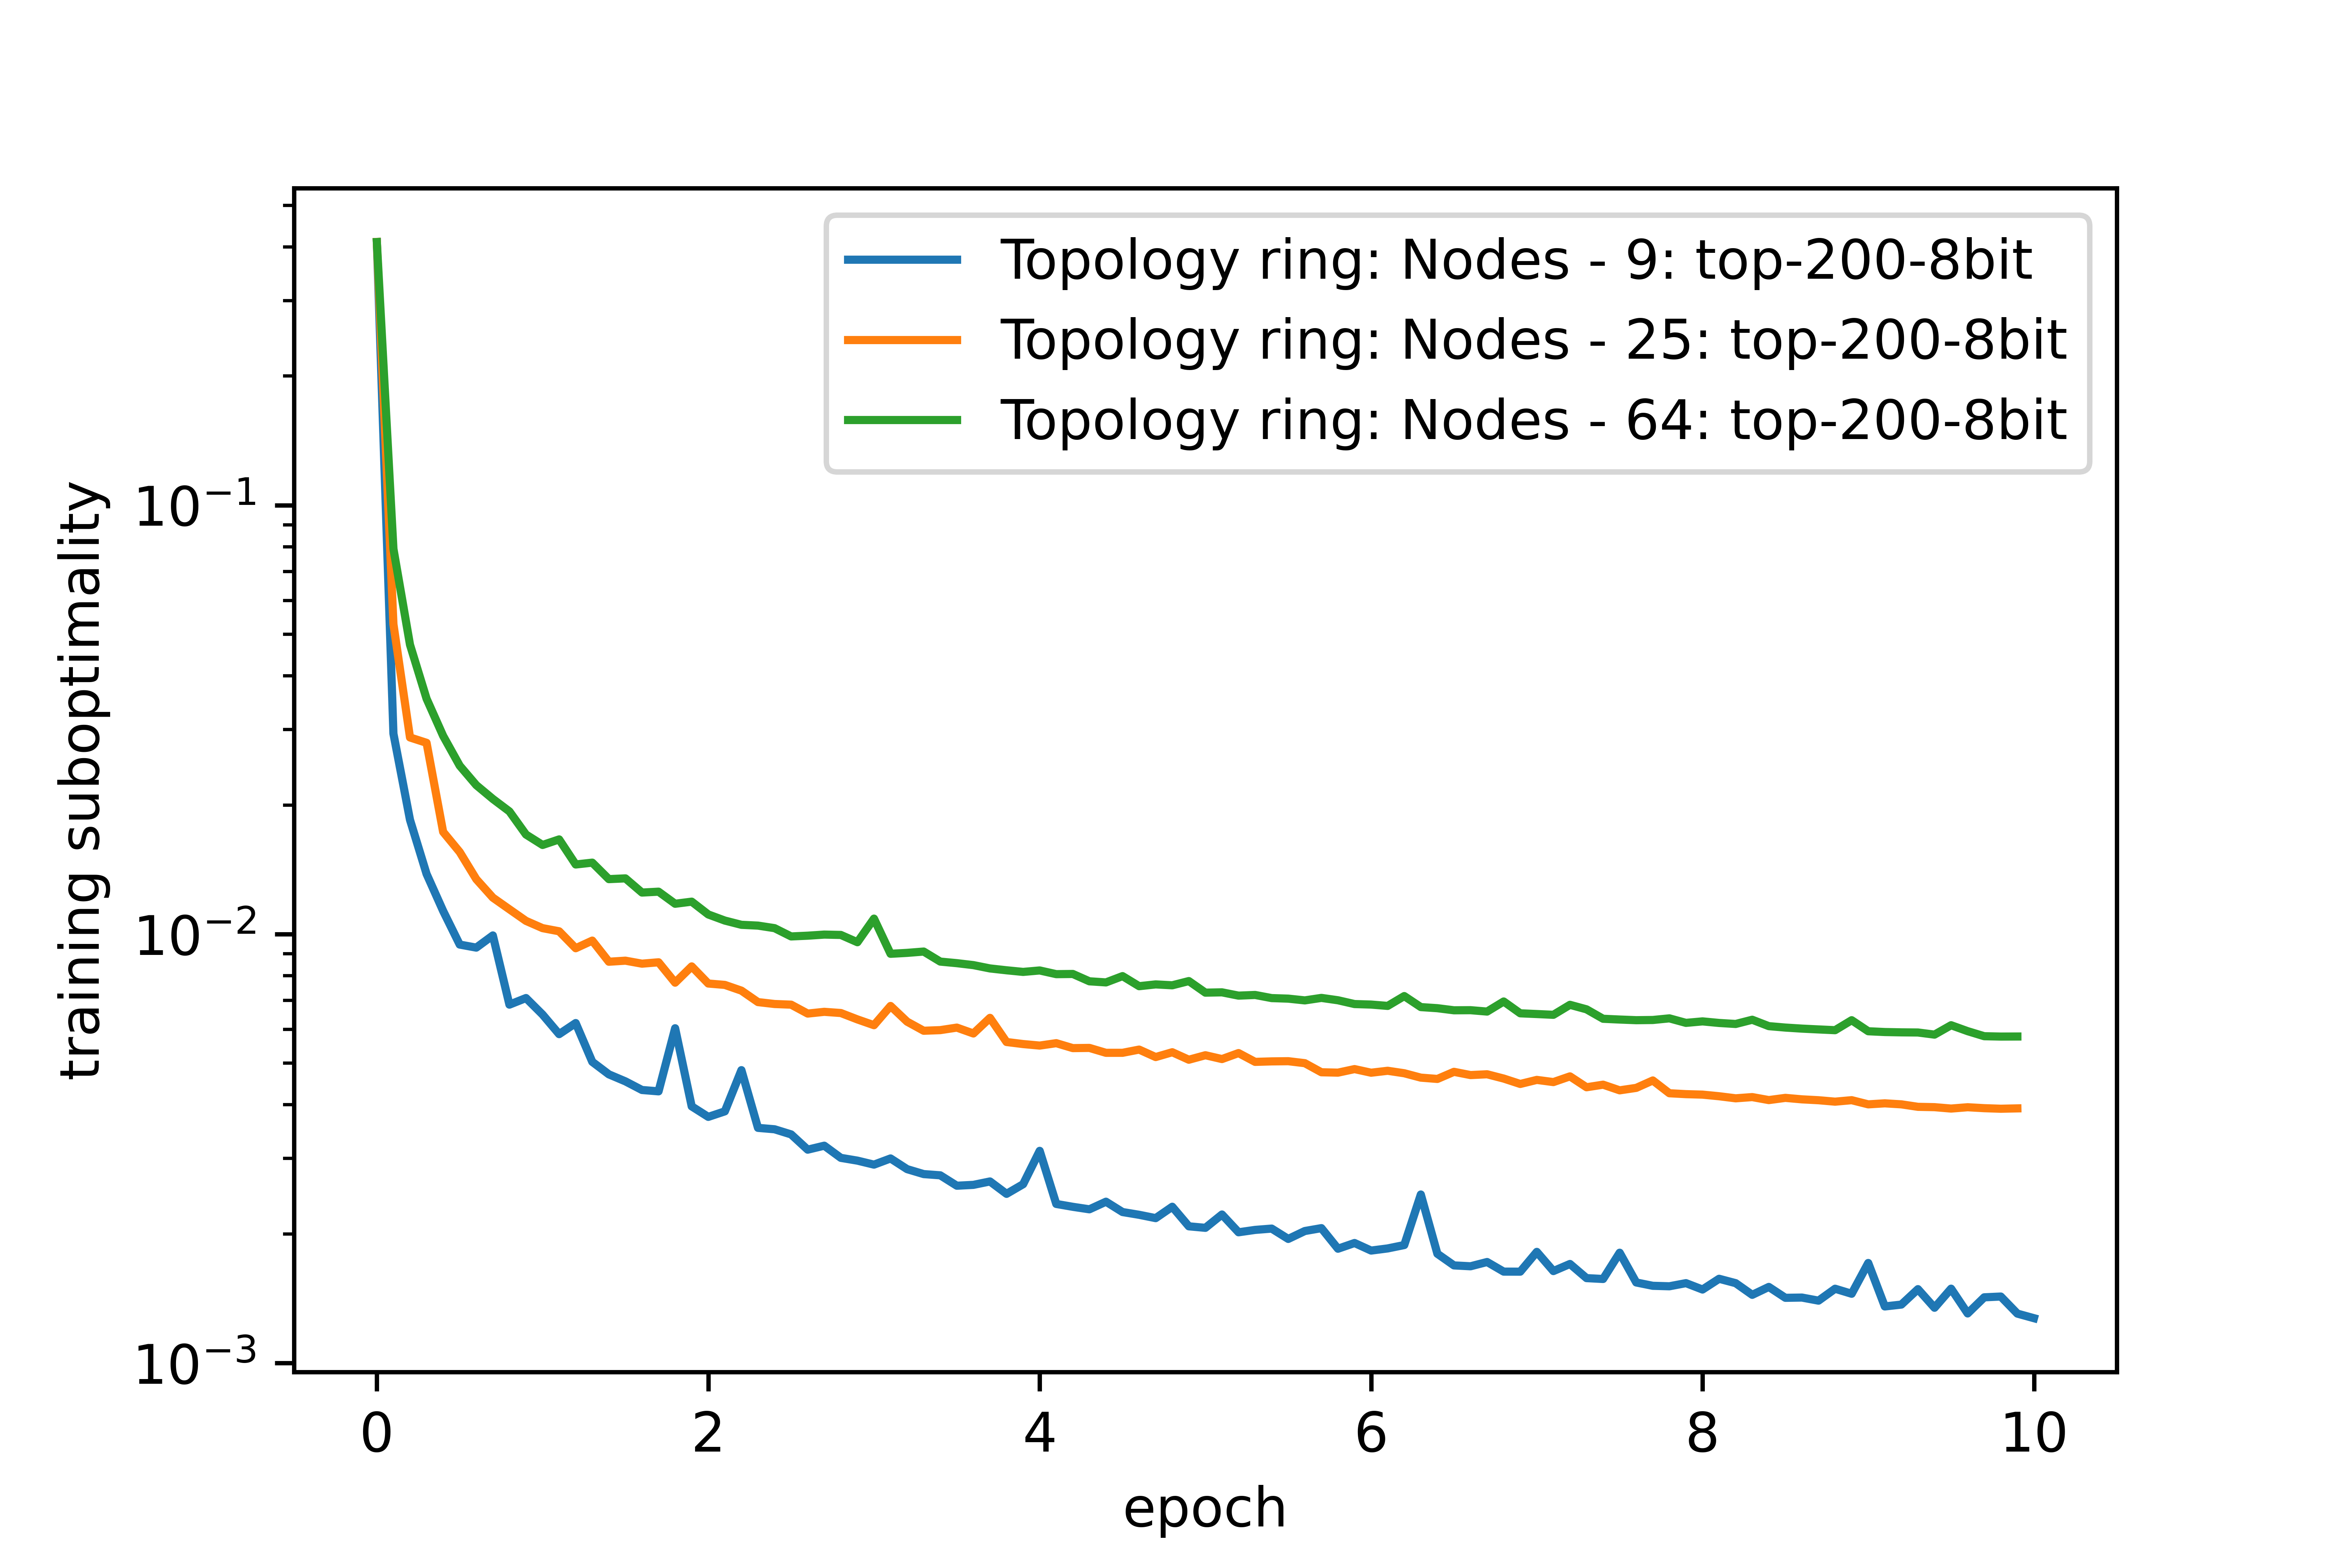 Topology ring: Nodes - 9: top-200-8bit
Topology ring: Nodes - 25: top-200-8bit
Topology ring: Nodes - 64: top-200-8bit
training suboptimality
10⁻¹
10⁻²
10⁻³
0 2 4 6 8 10
epoch